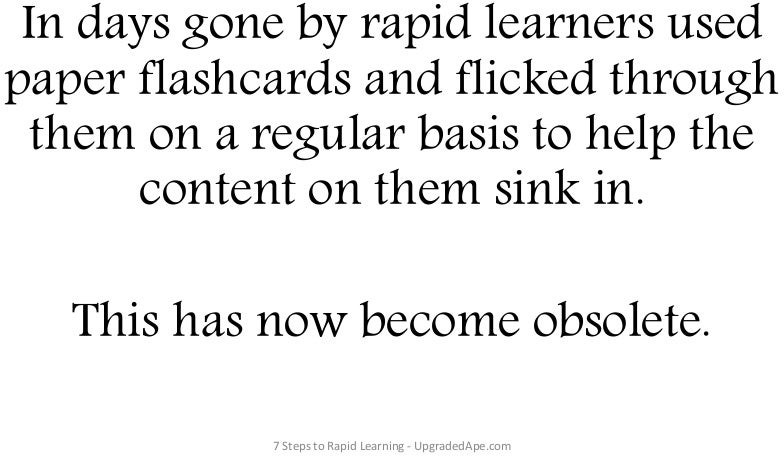 In days gone by rapid learners used
paper flashcards and flicked through
them on a regular basis to help the
content on them sink in.
This has now become obsolete.
7 Steps to Rapid Learning - UpgradedApe.com